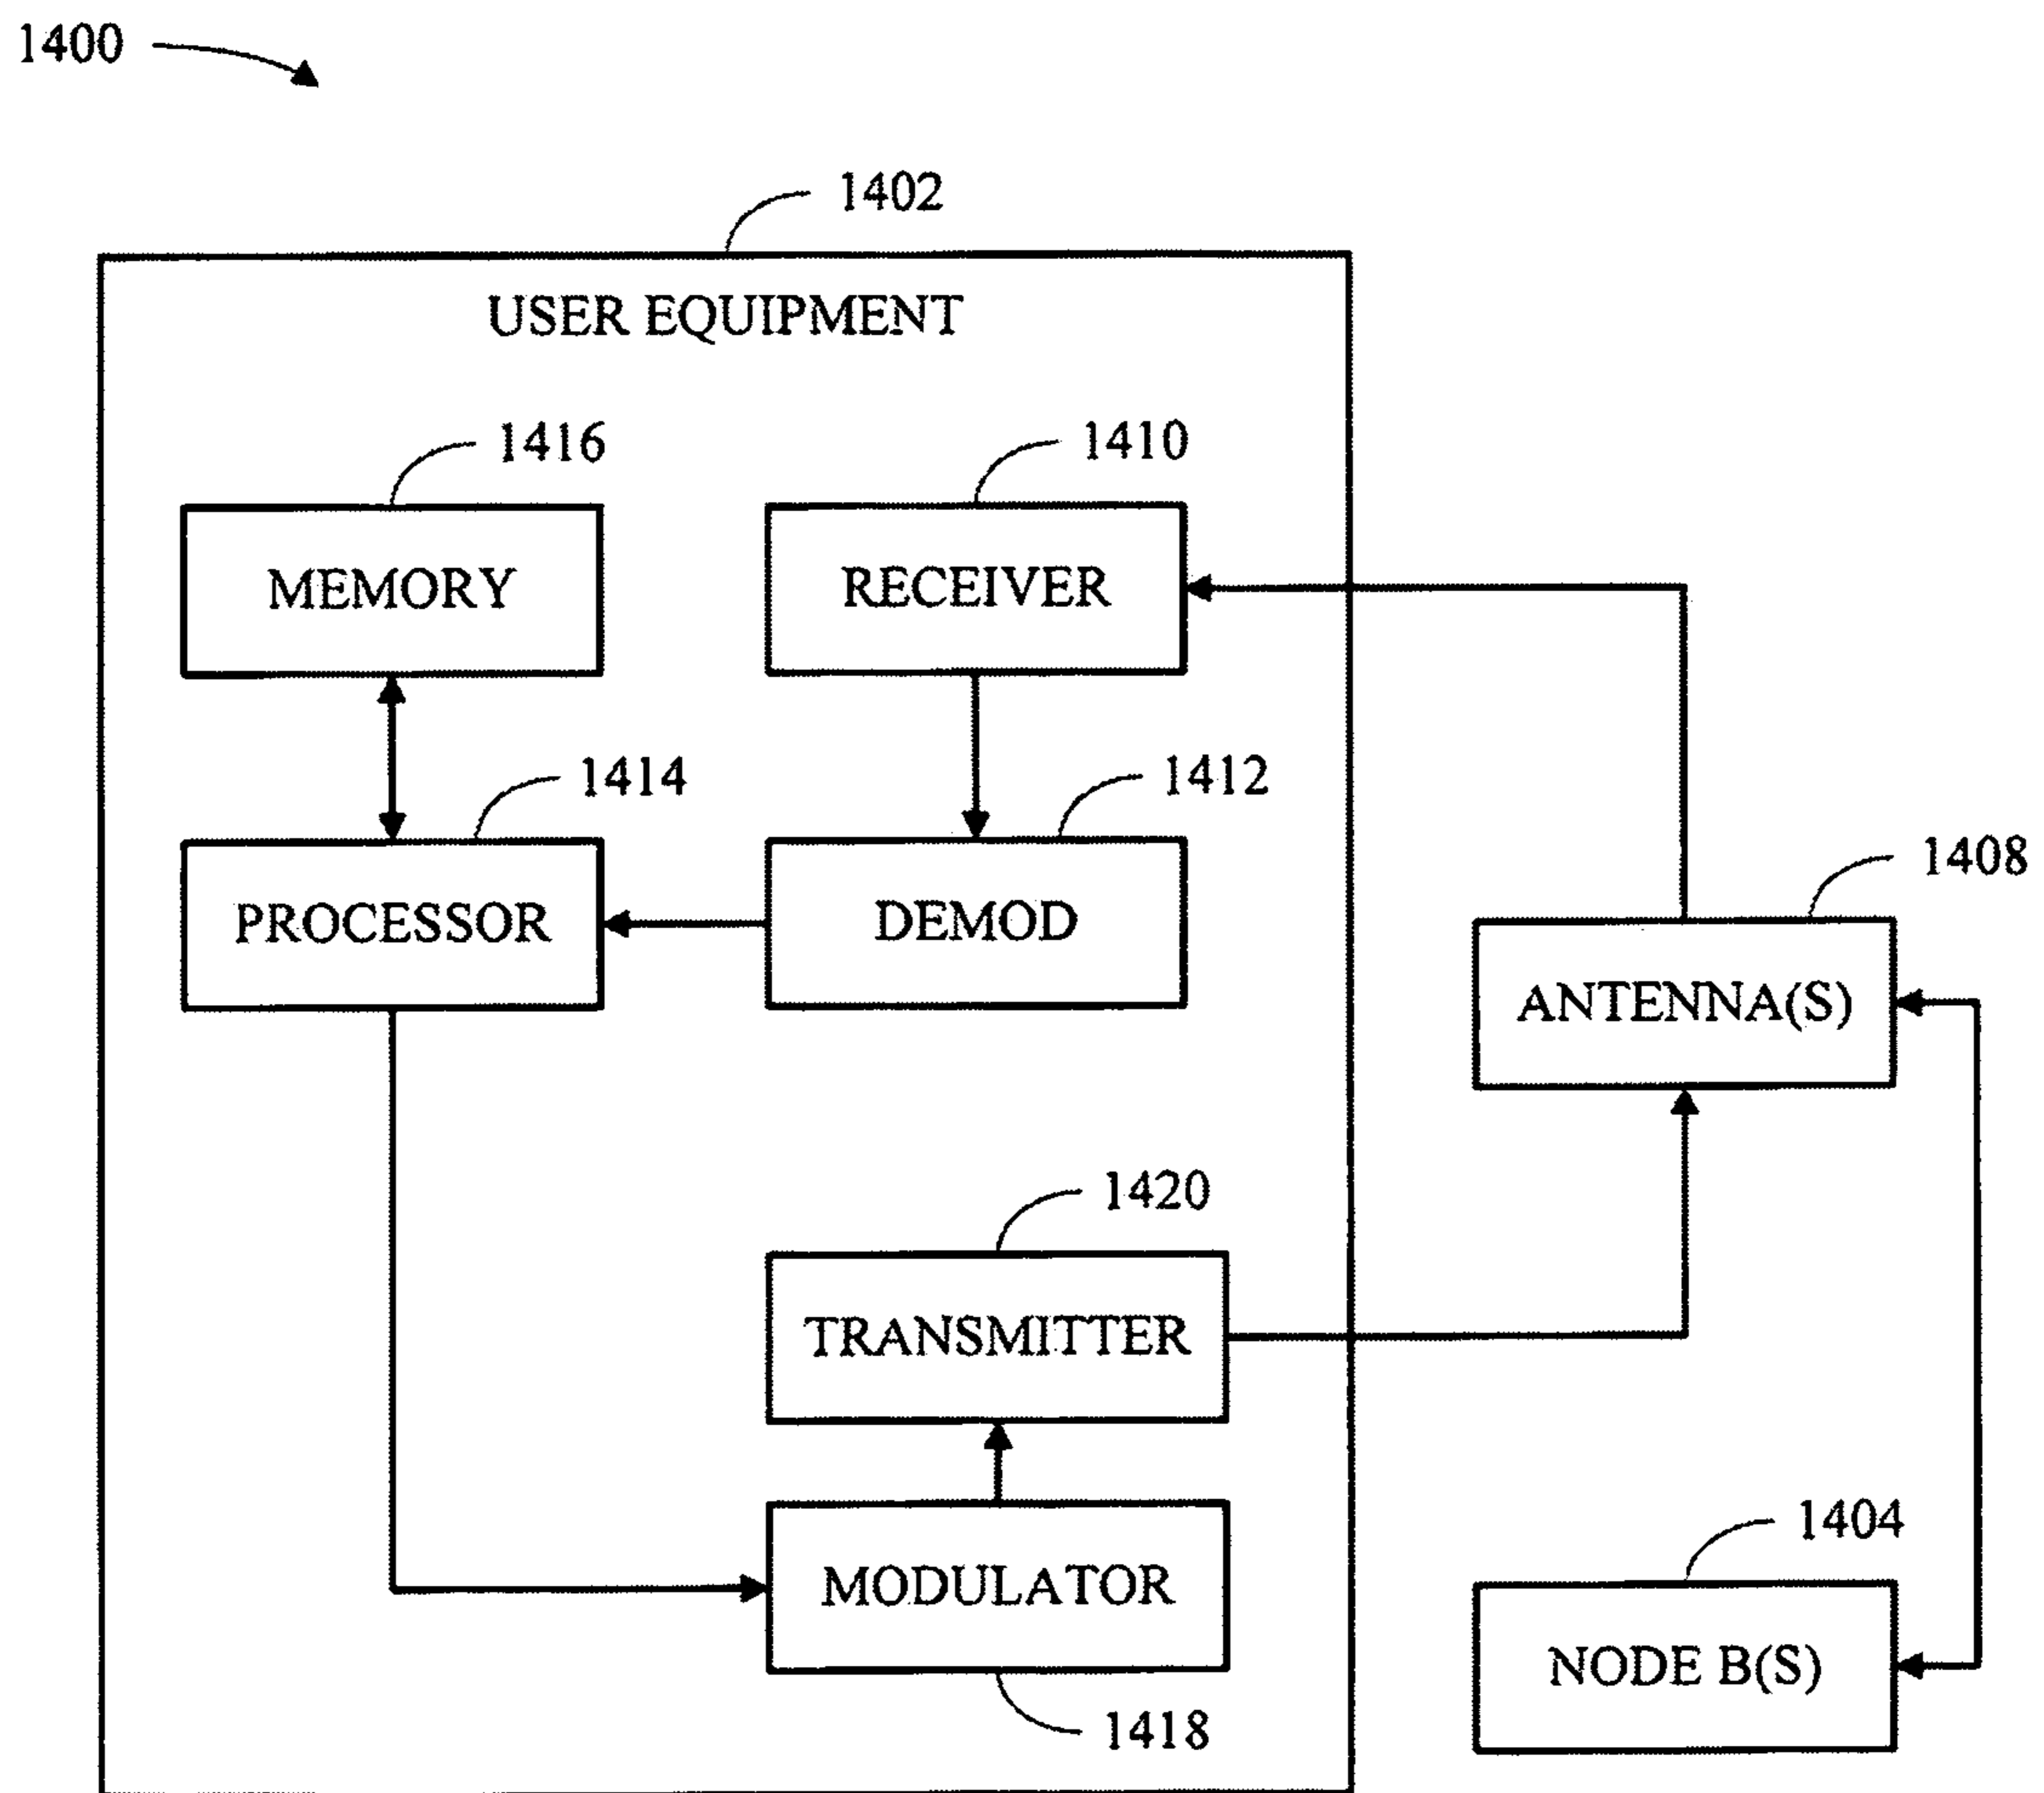 1400
1402
USER EQUIPMENT
1416
1410
MEMORY
RECEIVER
1414
1412
1408
PROCESSOR
DEMOD
ANTENNA(S)
1420
TRANSMITTER
1404
MODULATOR
NODE B(S)
1418